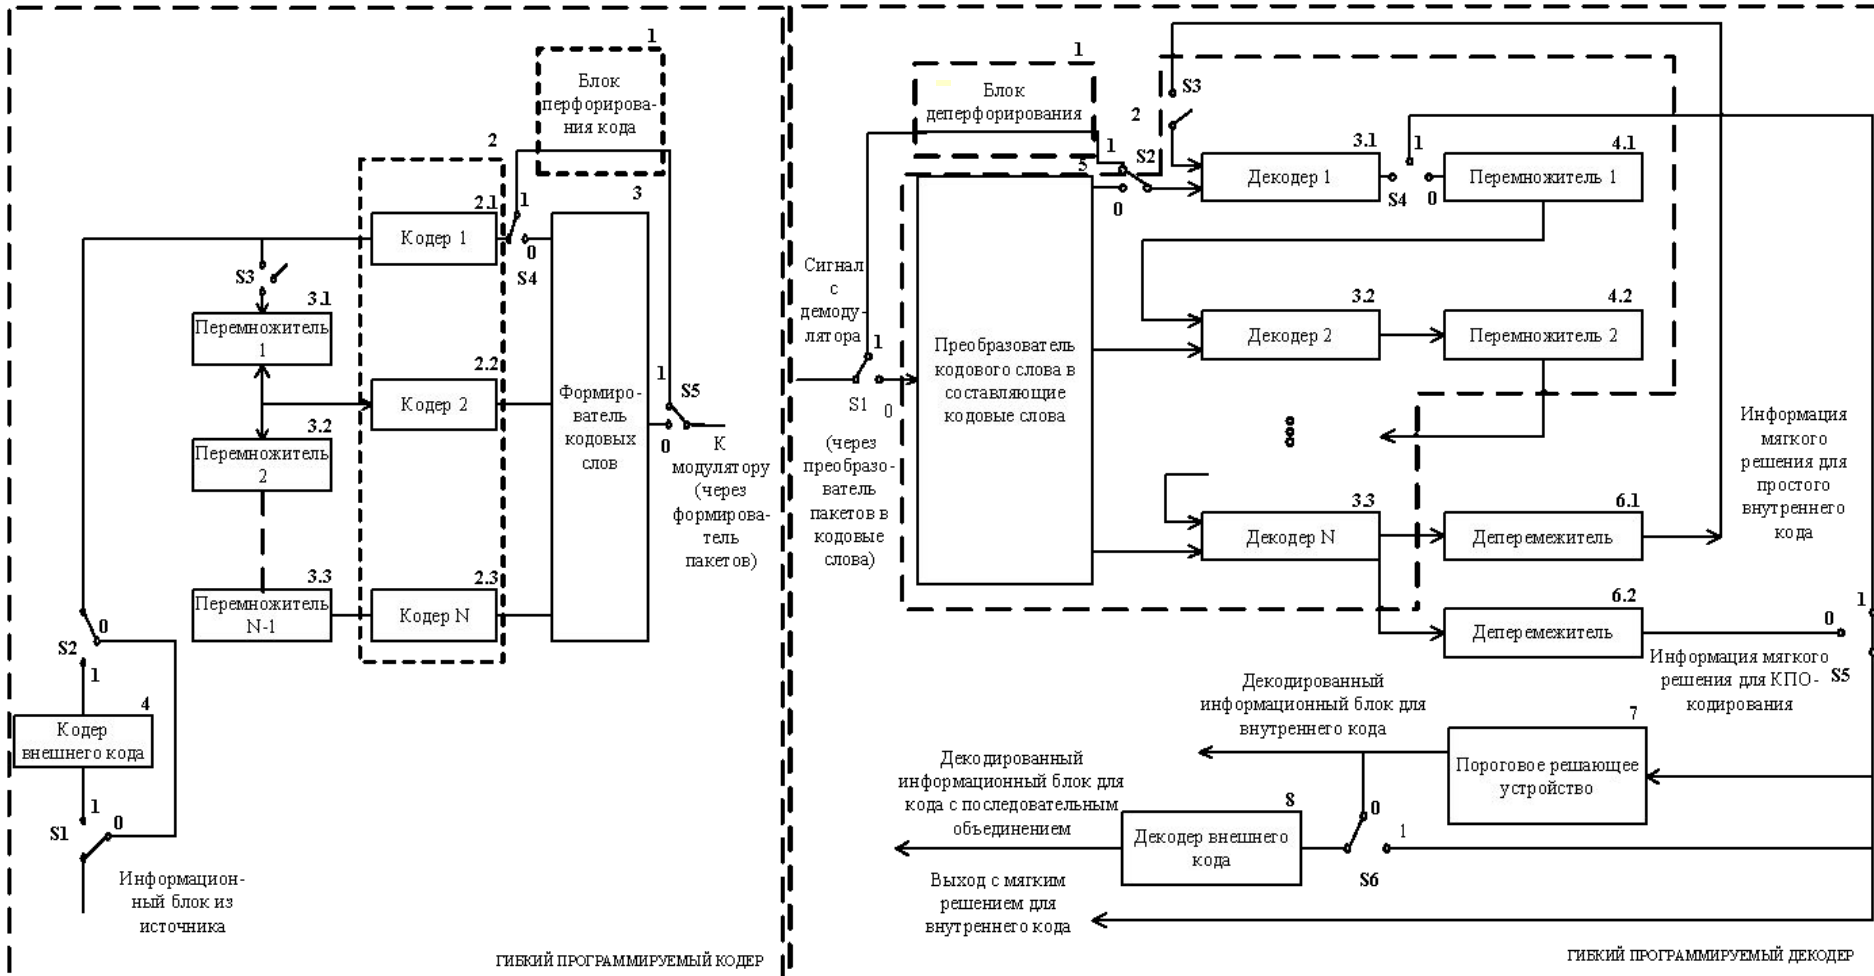 1
Блок
перфорирова-
ния кода
2
2.1
1
3
Кодер 1
0
S4
S3
3.1
Перемножитель
1
2.2
Кодер 2
3.2
Перемножитель
2
Формиро-
ватель
кодовых
слов
1
S5
0
К
модулятору
(через
формирова-
тель
пакетов)
3.3
Перемножитель
N-1
2.3
Кодер N
0
S2
1
4
Кодер
внешнего кода
1
S1
0
Информацион-
ный блок из
источника
ГИБКИЙ ПРОГРАММИРУЕМЫЙ КОДЕР
1
Блок
деперфорирования
S3
2
1
S2
5
0
3.1
Декодер 1
1
S4
0
4.1
Перемножитель 1
Сигнал
с
демоду-
лятора
1
S1
0
(через
преобразо-
ватель
пакетов в
кодовые
слова)
Преобразователь
кодового слова в
составляющие
кодовые слова
3.2
Декодер 2
4.2
Перемножитель 2
3.3
Декодер N
6.1
Деперемежитель
Информация
мягкого
решения для
простого
внутреннего
кода
6.2
Деперемежитель
1
0
S5
Информация мягкого
решения для КПО-
кодирования
Декодированный
информационный блок для
внутреннего кода
7
Пороговое решающее
устройство
Декодированный
информационный блок для
кода с последовательным
объединением
8
Декодер внешнего
кода
0
1
S6
Выход с мягким
решением для
внутреннего кода
ГИБКИЙ ПРОГРАММИРУЕМЫЙ ДЕКОДЕР